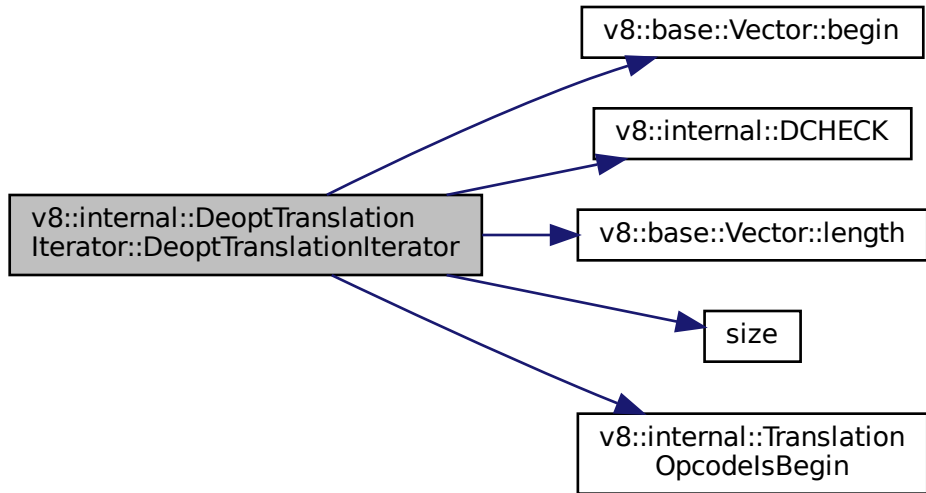 v8::base::Vector::begin
v8::internal::DCHECK
v8::internal::DeoptTranslation
Iterator::DeoptTranslationIterator
v8::base::Vector::length
size
v8::internal::Translation
OpcodeIsBegin